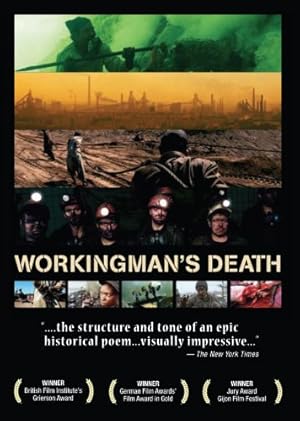 WORKINGMAN'S DEATH
"....the structure and tone of an epic
historical poem...visually impressive..."
— The New York Times
WINNER
British Film Institute's
Grierson Award
WINNER
German Film Awards'
Film Award in Gold
WINNER
Jury Award
Gijon Film Festival